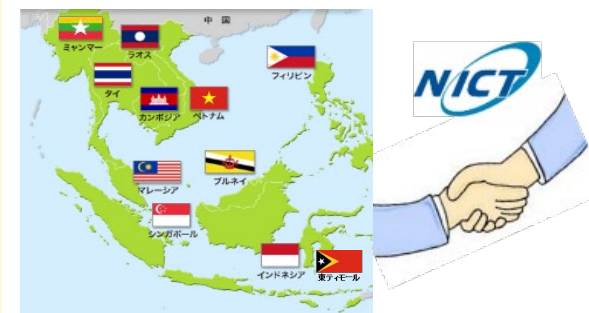 中 国
ミャンマー
ラオス
フィリピン
タイ
カンボジア
ベトナム
マレーシア
ブルネイ
シンガポール
インドネシア
東ティモール
NICT